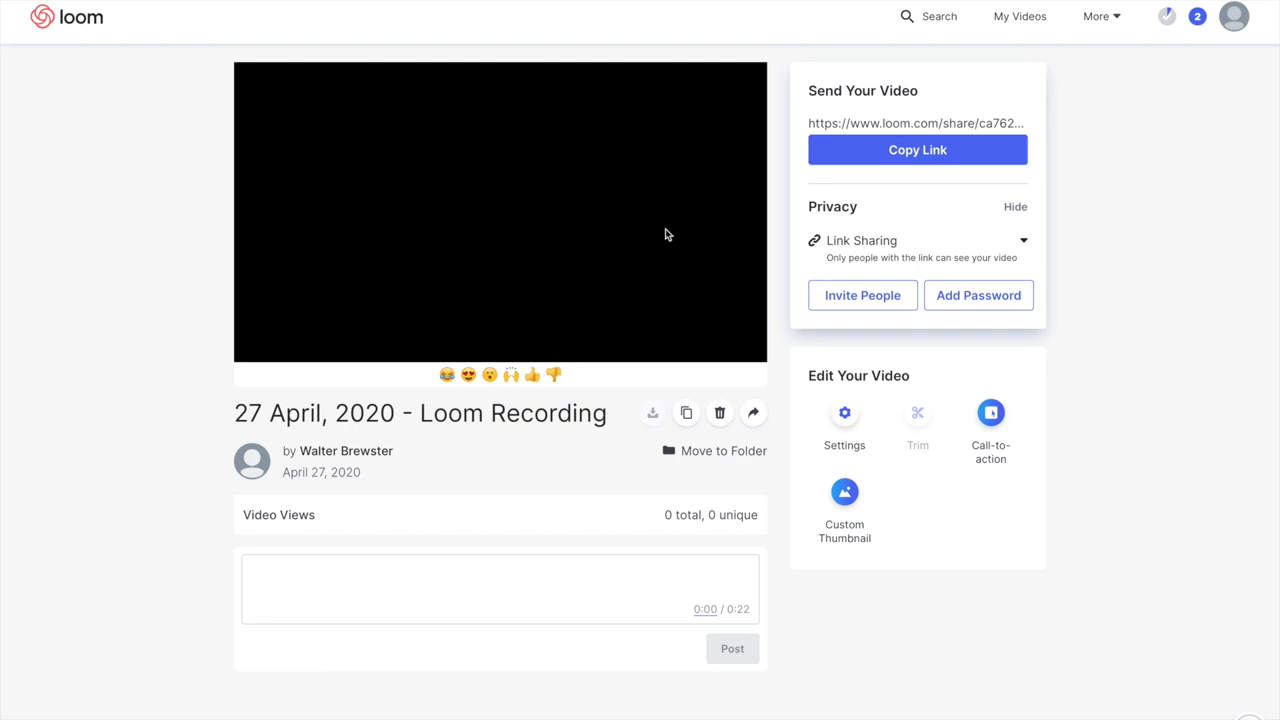 loom
Search
My Videos
More
2
Send Your Video
https://www.loom.com/share/ca762...
Copy Link
Privacy
Hide
Link Sharing
Only people with the link can see your video
Invite People
Add Password
27 April, 2020 - Loom Recording
by Walter Brewster
April 27, 2020
Move to Folder
Video Views
0 total, 0 unique
0:00 / 0:22
Post
Edit Your Video
Settings
Trim
Call-to-
action
Custom
Thumbnail